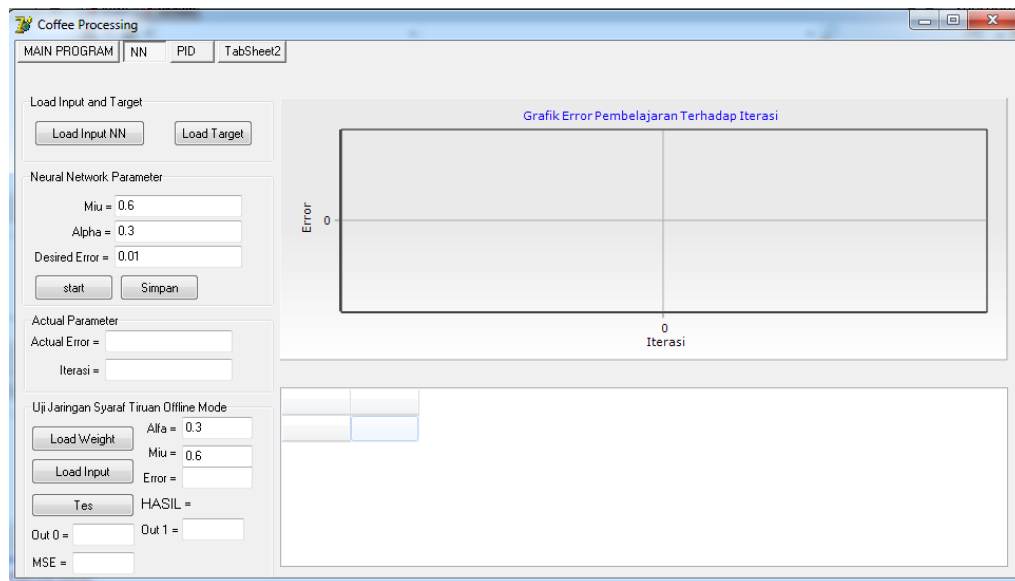 Coffee Processing
MAIN PROGRAM NN PID TabSheet2
Load Input and Target
Load Input NN Load Target
Neural Network Parameter
Miu = 0.6
Alpha = 0.3
Desired Error = 0.01
start Simpan
Actual Parameter
Actual Error =
Iterasi =
Uji Jaringan Syaraf Tiruan Offline Mode
Load Weight Alfa = 0.3
Miu = 0.6
Load Input Error =
Tes HASIL =
Out 0 = Out 1 =
MSE =
Grafik Error Pembelajaran Terhadap Iterasi
Error
0
0
Iterasi